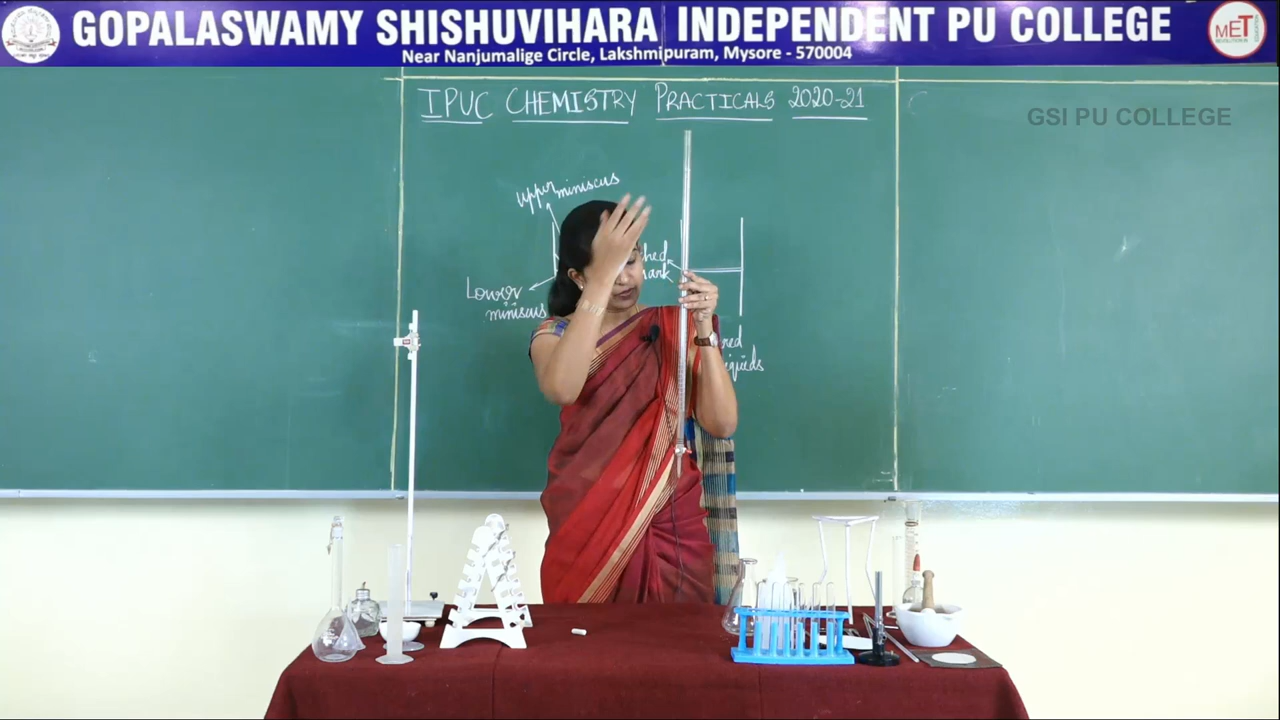 GOPALASWAMY SHISHUVIHARA INDEPENDENT PU COLLEGE
Near Nanjumalige Circle, Lakshmipuram, Mysore - 570004
MET
IPUC CHEMISTRY PRACTICALS 2020-21
GSI PU COLLEGE
Upper miniscus
Lower
miniscus